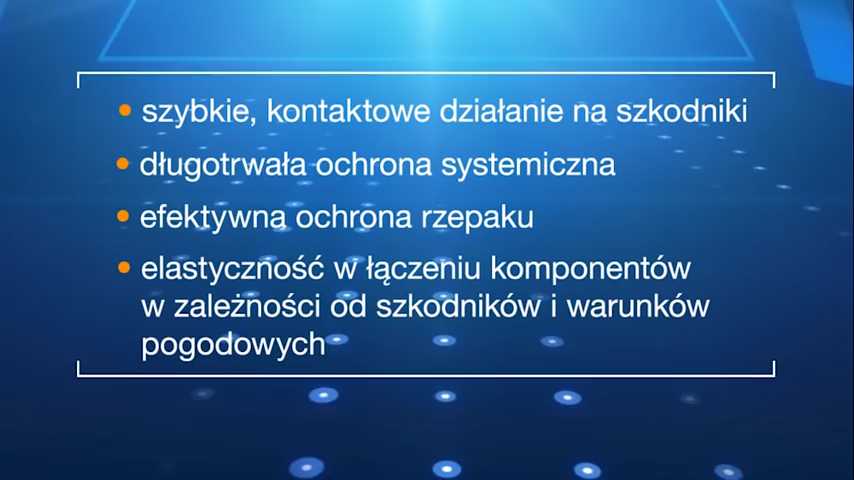 • szybkie, kontaktowe działanie na szkodniki
• długotrwała ochrona systemiczna
• efektywna ochrona rzepaku
• elastyczność w łączeniu komponentów
w zależności od szkodników i warunków
pogodowych